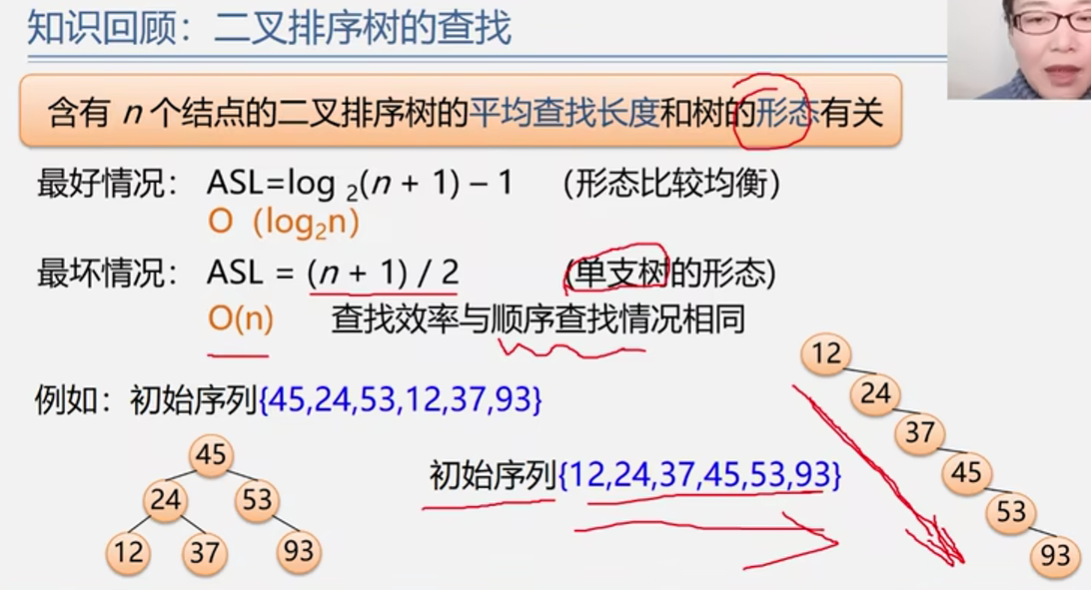 知识回顾：二叉排序树的查找
含有 n 个结点的二叉排序树的平均查找长度和树的形态有关
最好情况： ASL=log ₂(n + 1) – 1 （形态比较均衡）
O（log₂n）
最坏情况： ASL = (n + 1) / 2 (单支树的形态)
O(n) 查找效率与顺序查找情况相同
例如：初始序列{45,24,53,12,37,93}
45
24 53
12 37 93
初始序列{12,24,37,45,53,93}
12
24
37
45
53
93